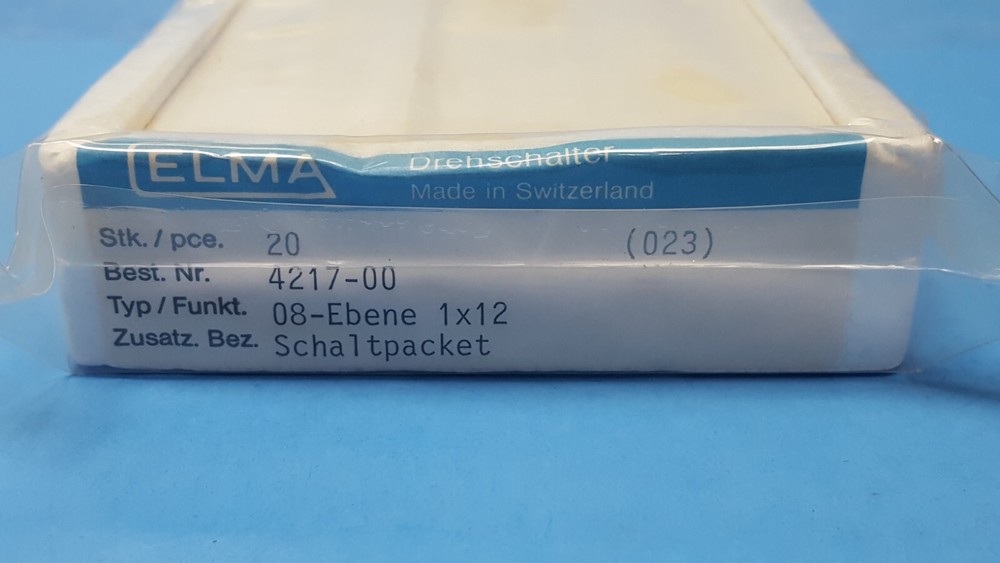 ELMA Drehschalter
Made in Switzerland
Stk. / pce. 20 (023)
Best. Nr. 4217-00
Typ / Funkt. 08-Ebene 1x12
Zusatz. Bez. Schaltpacket